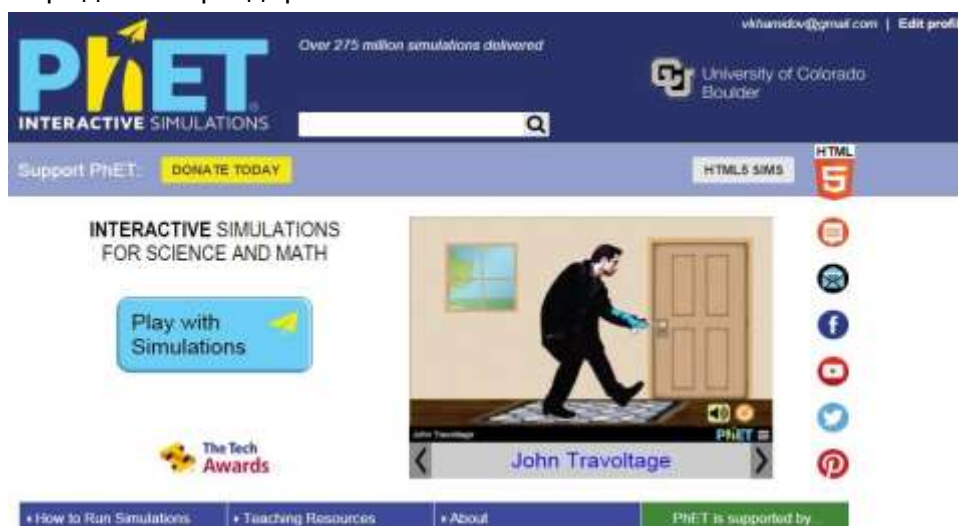 vkhamidov@gmail.com | Edit profil
PhET
INTERACTIVE SIMULATIONS
Over 275 million simulations delivered
University of Colorado
Boulder
Support PhET: DONATE TODAY
HTML5 SIMS
HTML
5
INTERACTIVE SIMULATIONS
FOR SCIENCE AND MATH
Play with
Simulations
The Tech
Awards
John Travoltage
PhET
John Travoltage
How to Run Simulations
Teaching Resources
About
PhET is supported by